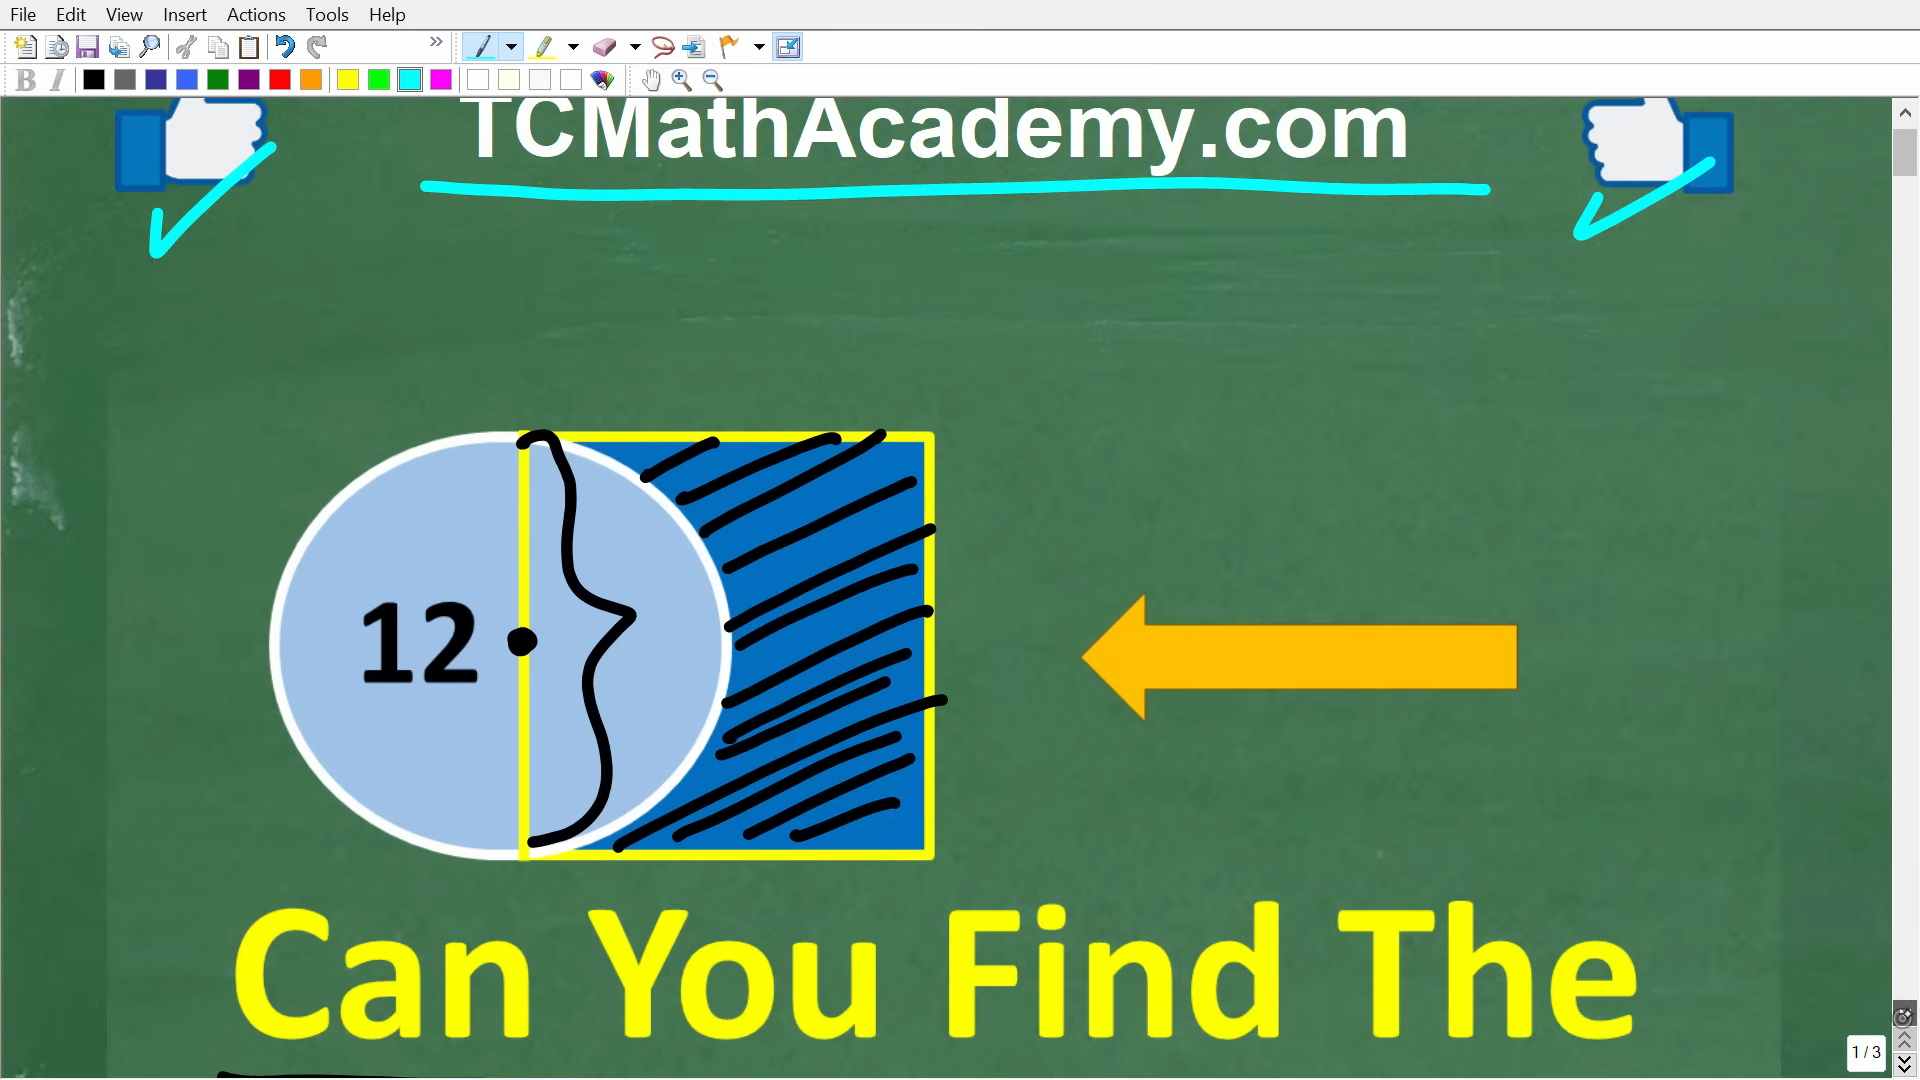 File Edit View Insert Actions Tools Help
B I
TCMathAcademy.com
12
Can You Find The
1 / 3